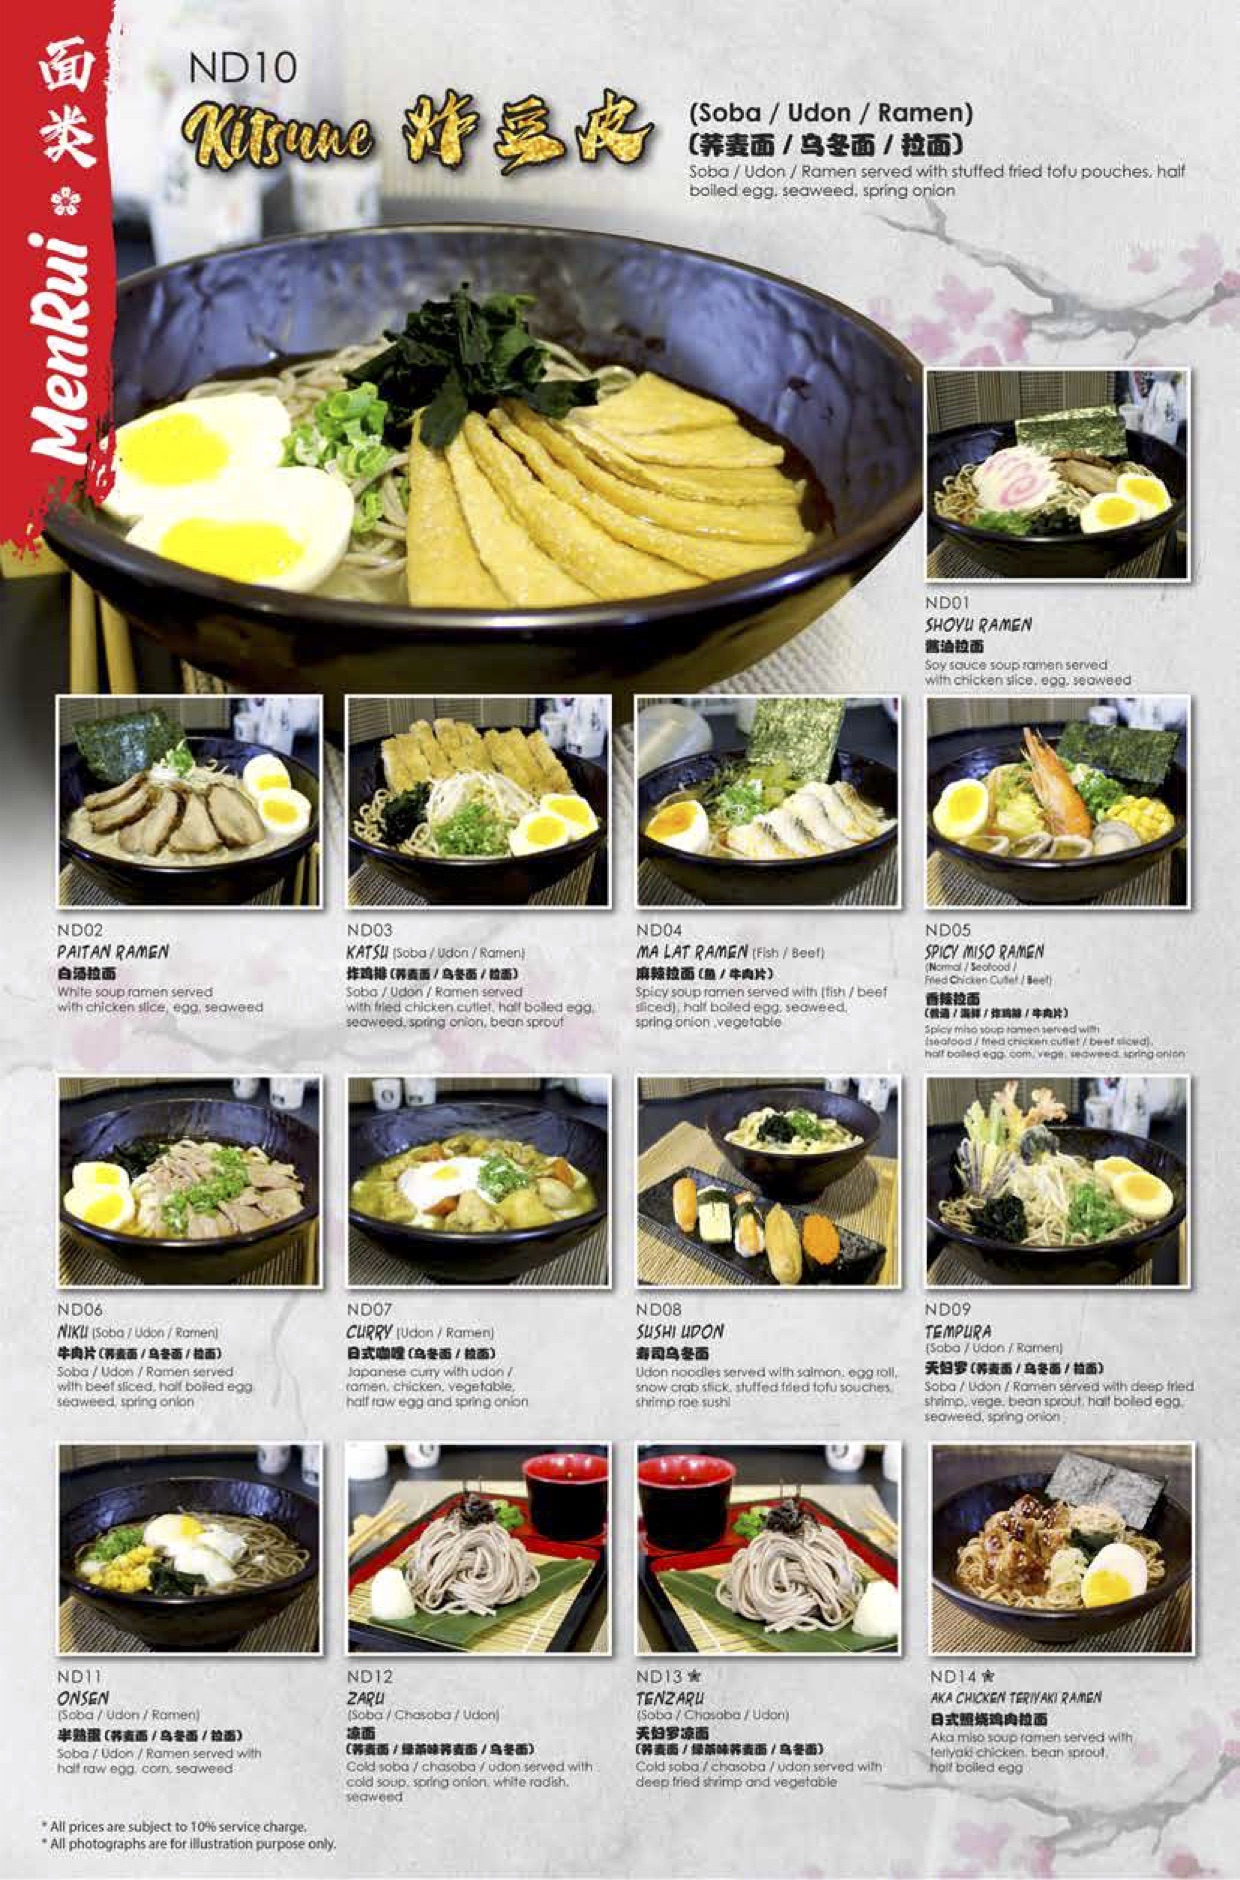 面类 MenRui
ND10
Kitsune 炸豆皮
(Soba / Udon / Ramen)
(荞麦面 / 乌冬面 / 拉面)
Soba / Udon / Ramen served with stuffed fried tofu pouches, half
boiled egg, seaweed, spring onion
ND01
SHOYU RAMEN
酱油拉面
Soy sauce soup ramen served
with chicken slice, egg, seaweed
ND02
PAITAN RAMEN
白汤拉面
White soup ramen served
with chicken slice, egg, seaweed
ND03
KATSU (Soba / Udon / Ramen)
炸鸡排 (荞麦面 / 乌冬面 / 拉面)
Soba / Udon / Ramen served
with fried chicken cutlet, half boiled egg,
seaweed, spring onion, bean sprout
ND04
MA LAT RAMEN (Fish / Beef)
麻辣拉面 (鱼 / 牛肉片)
Spicy soup ramen served with (fish / beef
sliced), half boiled egg, seaweed,
spring onion ,vegetable
ND05
SPICY MISO RAMEN
(Normal / Seafood /
Fried Chicken Cutlet / Beef)
香辣拉面
(普通 / 海鲜 / 炸鸡排 / 牛肉片)
Spicy miso soup ramen served with
(seafood / fried chicken cutlet / beef sliced),
half boiled egg, corn, vege, seaweed, spring onion
ND06
NIKU (Soba / Udon / Ramen)
牛肉片 (荞麦面 / 乌冬面 / 拉面)
Soba / Udon / Ramen served
with beef sliced, half boiled egg
seaweed, spring onion
ND07
CURRY (Udon / Ramen)
日式咖喱 (乌冬面 / 拉面)
Japanese curry with udon /
ramen, chicken, vegetable,
half raw egg and spring onion
ND08
SUSHI UDON
寿司乌冬面
Udon noodles served with salmon, egg roll,
snow crab stick, stuffed fried tofu souches,
shrimp roe sushi
ND09
TEMPURA
(Soba / Udon / Ramen)
天妇罗 (荞麦面 / 乌冬面 / 拉面)
Soba / Udon / Ramen served with deep fried
shrimp, vege, bean sprout, half boiled egg,
seaweed, spring onion
ND11
ONSEN
(Soba / Udon / Ramen)
半熟蛋 (荞麦面 / 乌冬面 / 拉面)
Soba / Udon / Ramen served with
half raw egg, corn, seaweed
ND12
ZARU
(Soba / Chasoba / Udon)
凉面
(荞麦面 / 绿茶味荞麦面 / 乌冬面)
Cold soba / chasoba / udon served with
cold soup, spring onion, white radish,
seaweed
ND13
TENZARU
(Soba / Chasoba / Udon)
天妇罗凉面
(荞麦面 / 绿茶味荞麦面 / 乌冬面)
Cold soba / chasoba / udon served with
deep fried shrimp and vegetable
ND14
AKA CHICKEN TERIYAKI RAMEN
日式照烧鸡肉拉面
Aka miso soup ramen served with
teriyaki chicken, bean sprout,
half boiled egg
* All prices are subject to 10% service charge.
* All photographs are for illustration purpose only.